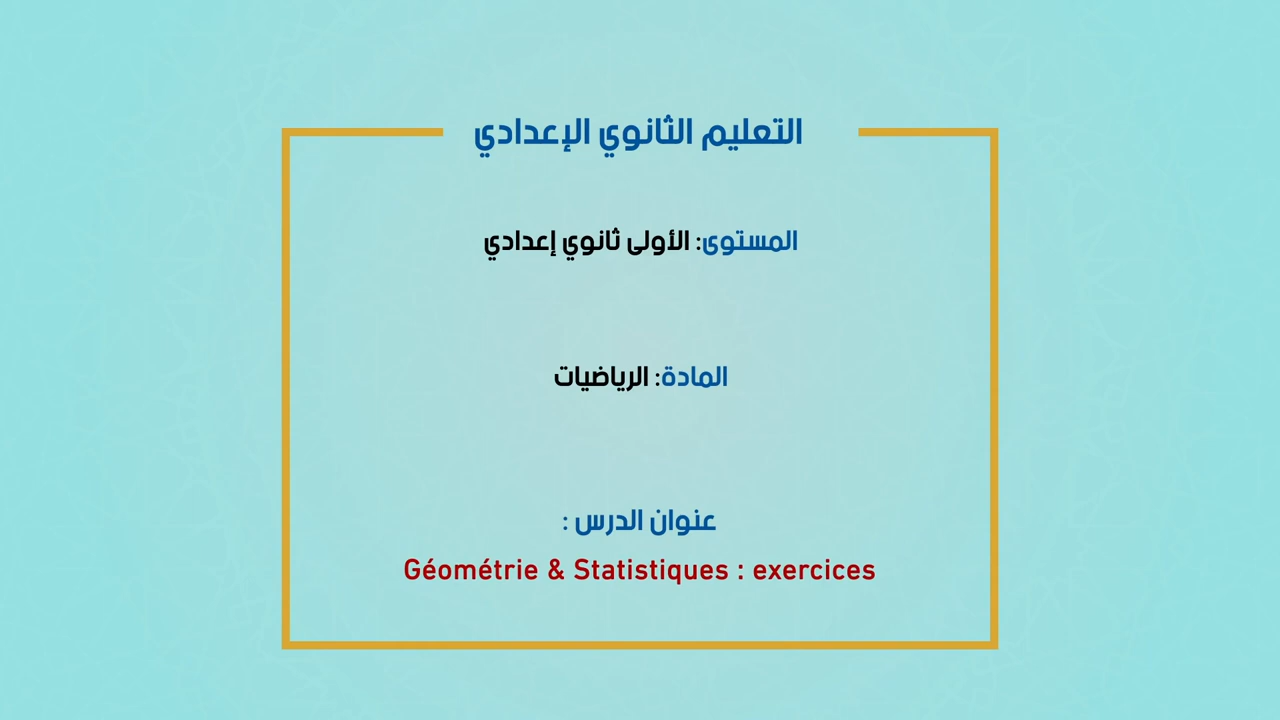 التعليم الثانوي الإعدادي
المستوى: الأولى ثانوي إعدادي
المادة: الرياضيات
عنوان الدرس :
Géométrie & Statistiques : exercices